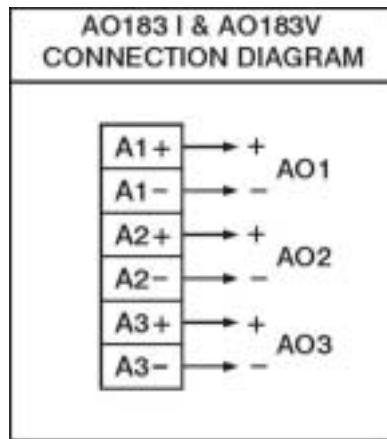 AO183 I & AO183V
CONNECTION DIAGRAM
A1+ +
AO1
A1- -
A2+ +
AO2
A2- -
A3+ +
AO3
A3- -